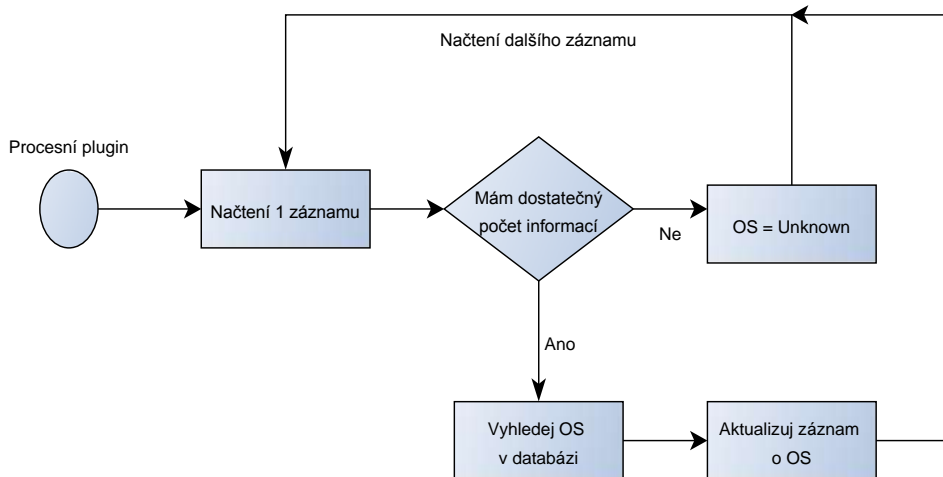 Načtení dalšího záznamu
Procesní plugin
Načtení 1 záznamu
Mám dostatečný
počet informací
Ne
OS = Unknown
Ano
Vyhledej OS
v databázi
Aktualizuj záznam
o OS